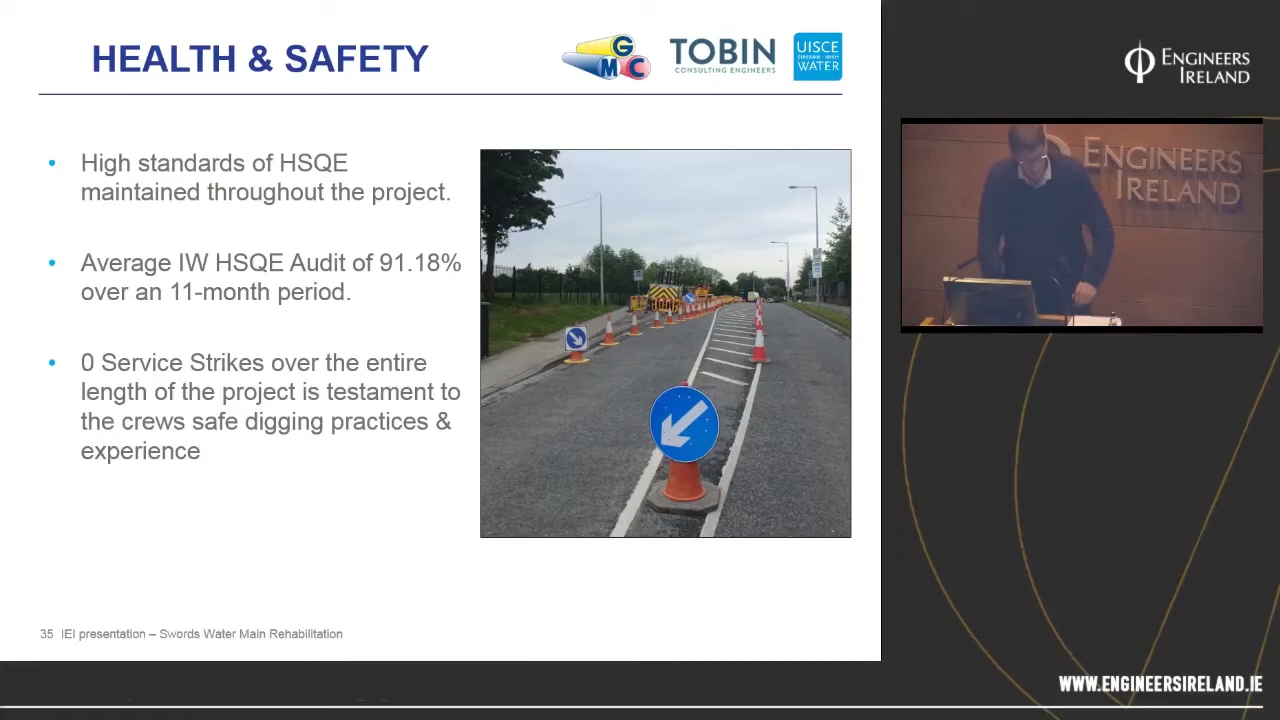 HEALTH & SAFETY
G
M C
TOBIN
CONSULTING ENGINEERS
UISCE
ÉIREANN : IRISH
WATER
ENGINEERS
IRELAND
• High standards of HSQE
maintained throughout the project.
• Average IW HSQE Audit of 91.18%
over an 11-month period.
• 0 Service Strikes over the entire
length of the project is testament to
the crews safe digging practices &
experience
ENGINEERS
IRELAND
35 IEI presentation – Swords Water Main Rehabilitation
WWW.ENGINEERSIRELAND.IE